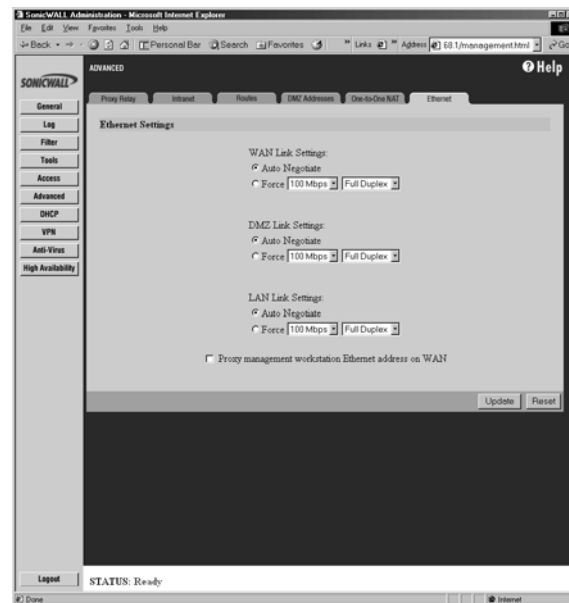 SonicWALL Administration - Microsoft Internet Explorer
File Edit View Favorites Tools Help
Back Personal Bar Search Favorites » Links » Address 68.1/management.html Go
SONICWALL
ADVANCED
Help
Proxy Relay Intranet Routes DMZ Addresses One-to-One NAT Ethernet
General
Log
Filter
Tools
Access
Advanced
DHCP
VPN
Anti-Virus
High Availability
Ethernet Settings
WAN Link Settings:
Auto Negotiate
Force 100 Mbps Full Duplex
DMZ Link Settings:
Auto Negotiate
Force 100 Mbps Full Duplex
LAN Link Settings:
Auto Negotiate
Force 100 Mbps Full Duplex
Proxy management workstation Ethernet address on WAN
Update Reset
Logout
STATUS: Ready
Done Internet